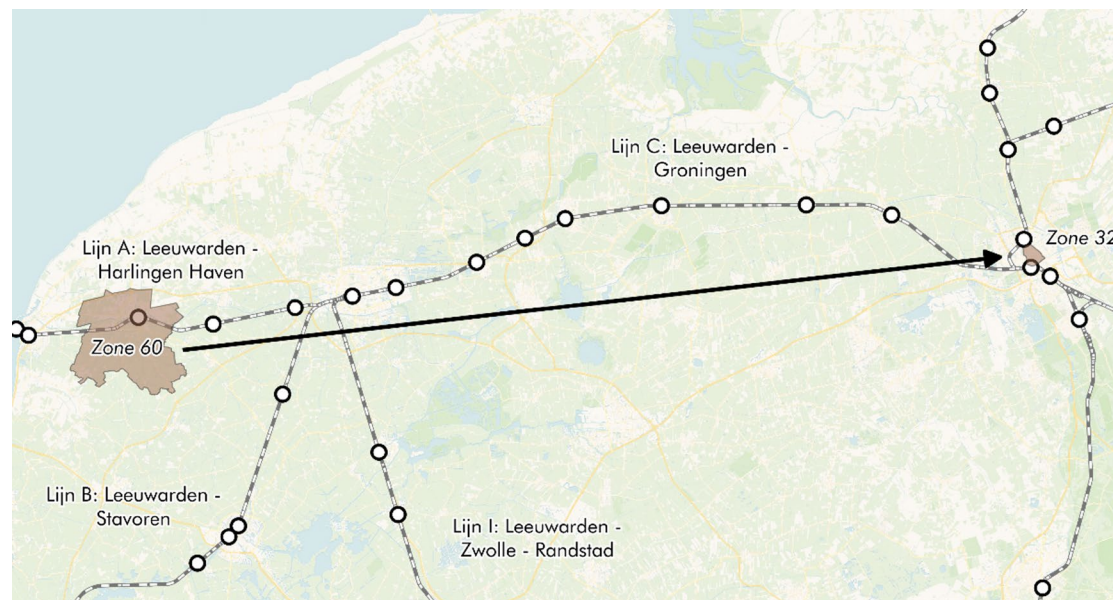 Lijn C: Leeuwarden -
Groningen
Zone 32
Lijn A: Leeuwarden -
Harlingen Haven
Zone 60
Lijn B: Leeuwarden -
Stavoren
Lijn I: Leeuwarden -
Zwolle - Randstad